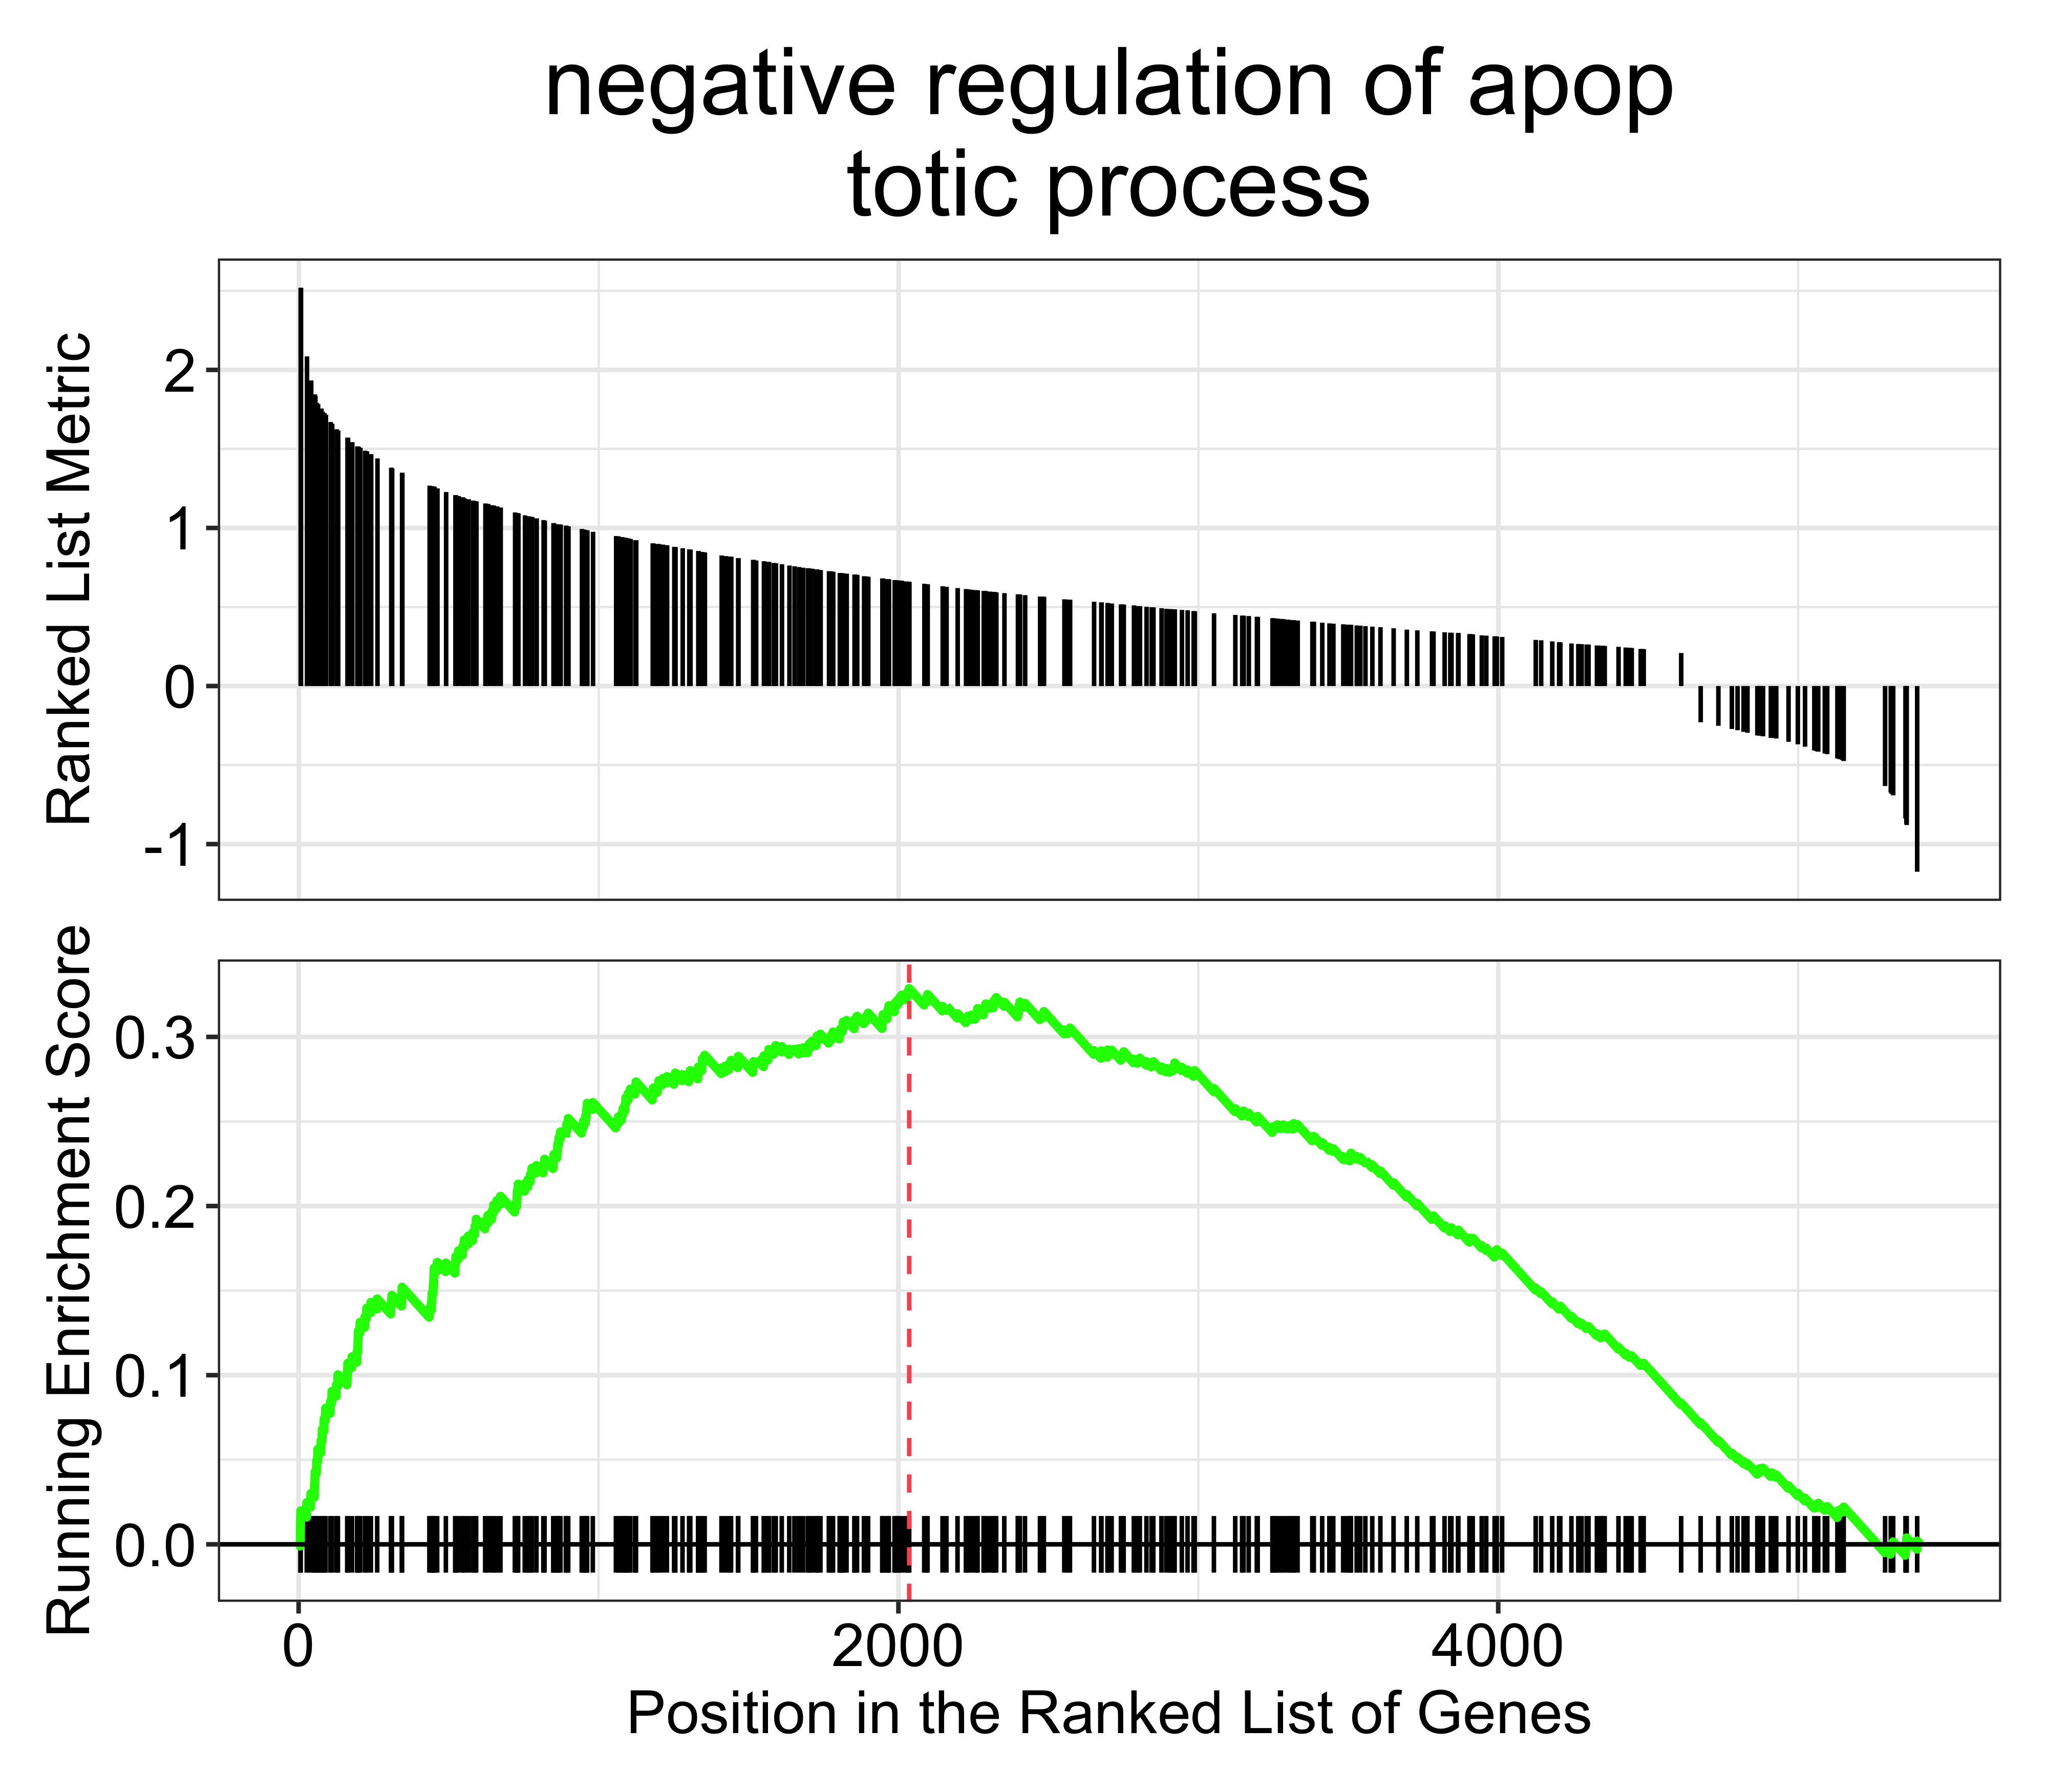 negative regulation of apop
totic process
Ranked List Metric
2
1
0
-1
Running Enrichment Score
0.3
0.2
0.1
0.0
0 2000 4000
Position in the Ranked List of Genes